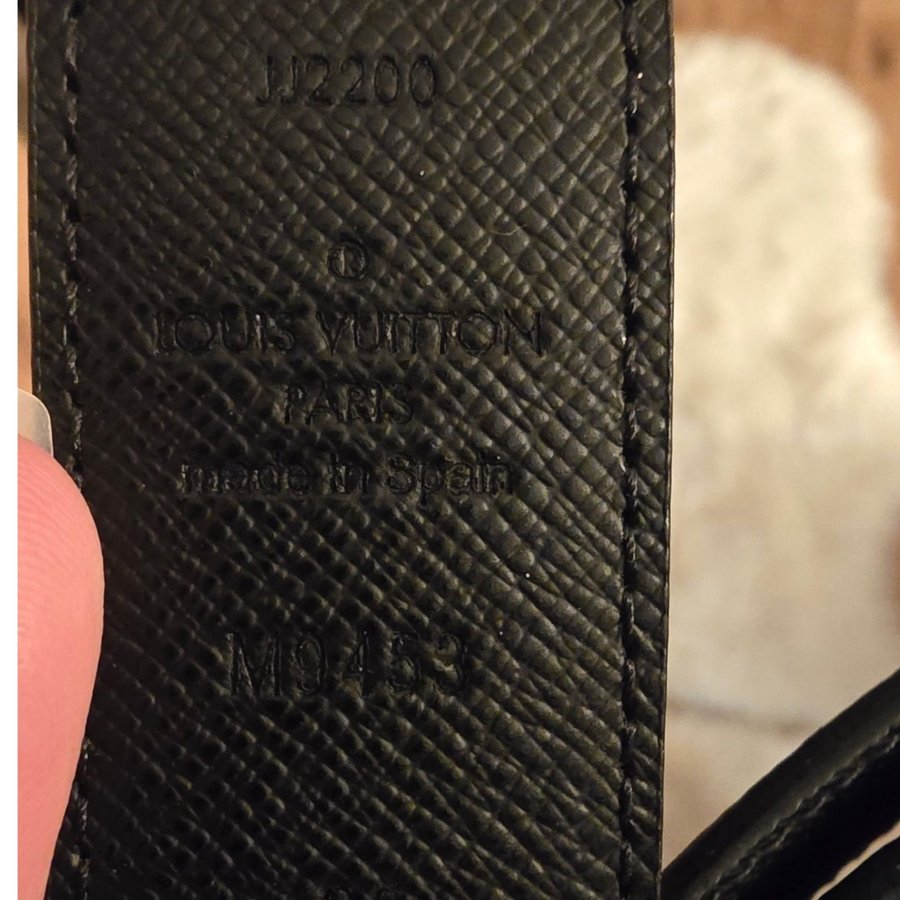 JJ2200
LOUIS VUITTON
PARIS
made in Spain
M9453